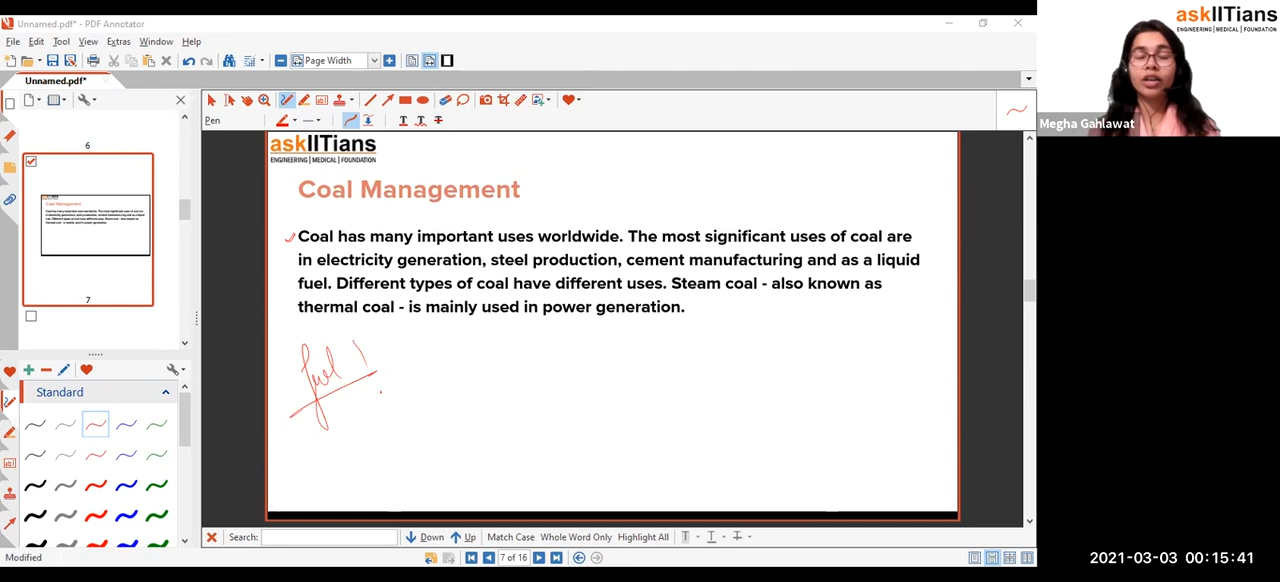 Unnamed.pdf* - PDF Annotator
askIITians
ENGINEERING | MEDICAL | FOUNDATION
File Edit Tool View Extras Window Help
Page Width
Unnamed.pdf*
Pen
Megha Gahlawat
6
7
askIITians
ENGINEERING | MEDICAL | FOUNDATION
Coal Management
Coal has many important uses worldwide. The most significant uses of coal are
in electricity generation, steel production, cement manufacturing and as a liquid
fuel. Different types of coal have different uses. Steam coal - also known as
thermal coal - is mainly used in power generation.
fuel !
Standard
Search: Down Up Match Case Whole Word Only Highlight All
Modified
7 of 16
2021-03-03 00:15:41